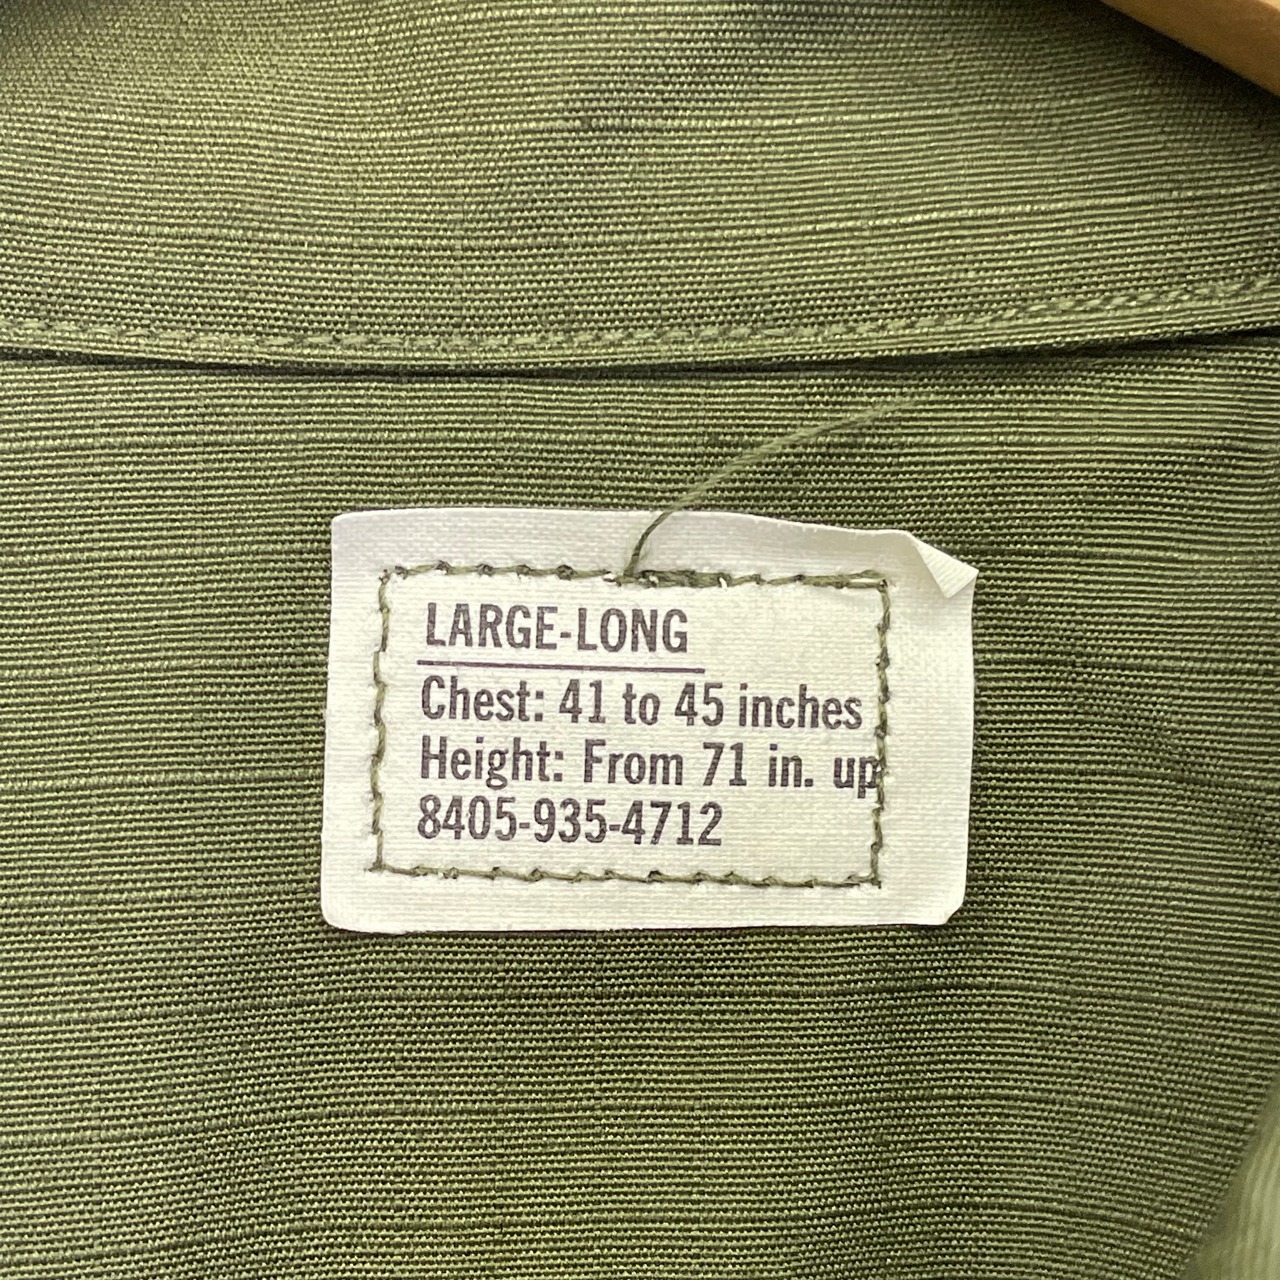 LARGE-LONG
Chest: 41 to 45 inches
Height: From 71 in. up
8405-935-4712